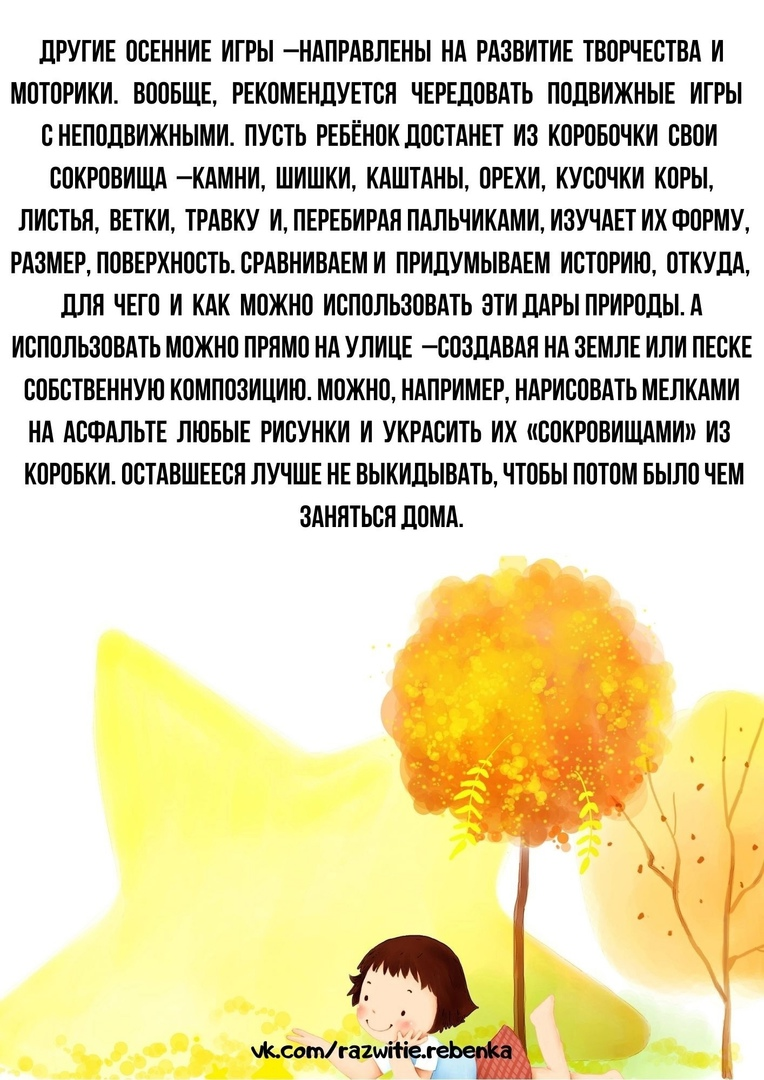 ДРУГИЕ ОСЕННИЕ ИГРЫ –НАПРАВЛЕНЫ НА РАЗВИТИЕ ТВОРЧЕСТВА И
МОТОРИКИ. ВООБЩЕ, РЕКОМЕНДУЕТСЯ ЧЕРЕДОВАТЬ ПОДВИЖНЫЕ ИГРЫ
С НЕПОДВИЖНЫМИ. ПУСТЬ РЕБЁНОК ДОСТАНЕТ ИЗ КОРОБОЧКИ СВОИ
СОКРОВИЩА –КАМНИ, ШИШКИ, КАШТАНЫ, ОРЕХИ, КУСОЧКИ КОРЫ,
ЛИСТЬЯ, ВЕТКИ, ТРАВКУ И, ПЕРЕБИРАЯ ПАЛЬЧИКАМИ, ИЗУЧАЕТ ИХ ФОРМУ,
РАЗМЕР, ПОВЕРХНОСТЬ. СРАВНИВАЕМ И ПРИДУМЫВАЕМ ИСТОРИЮ, ОТКУДА,
ДЛЯ ЧЕГО И КАК МОЖНО ИСПОЛЬЗОВАТЬ ЭТИ ДАРЫ ПРИРОДЫ. А
ИСПОЛЬЗОВАТЬ МОЖНО ПРЯМО НА УЛИЦЕ –СОЗДАВАЯ НА ЗЕМЛЕ ИЛИ ПЕСКЕ
СОБСТВЕННУЮ КОМПОЗИЦИЮ. МОЖНО, НАПРИМЕР, НАРИСОВАТЬ МЕЛКАМИ
НА АСФАЛЬТЕ ЛЮБЫЕ РИСУНКИ И УКРАСИТЬ ИХ «СОКРОВИЩАМИ» ИЗ
КОРОБКИ. ОСТАВШЕЕСЯ ЛУЧШЕ НЕ ВЫКИДЫВАТЬ, ЧТОБЫ ПОТОМ БЫЛО ЧЕМ
ЗАНЯТЬСЯ ДОМА.
vk.com/razwitie.rebenka